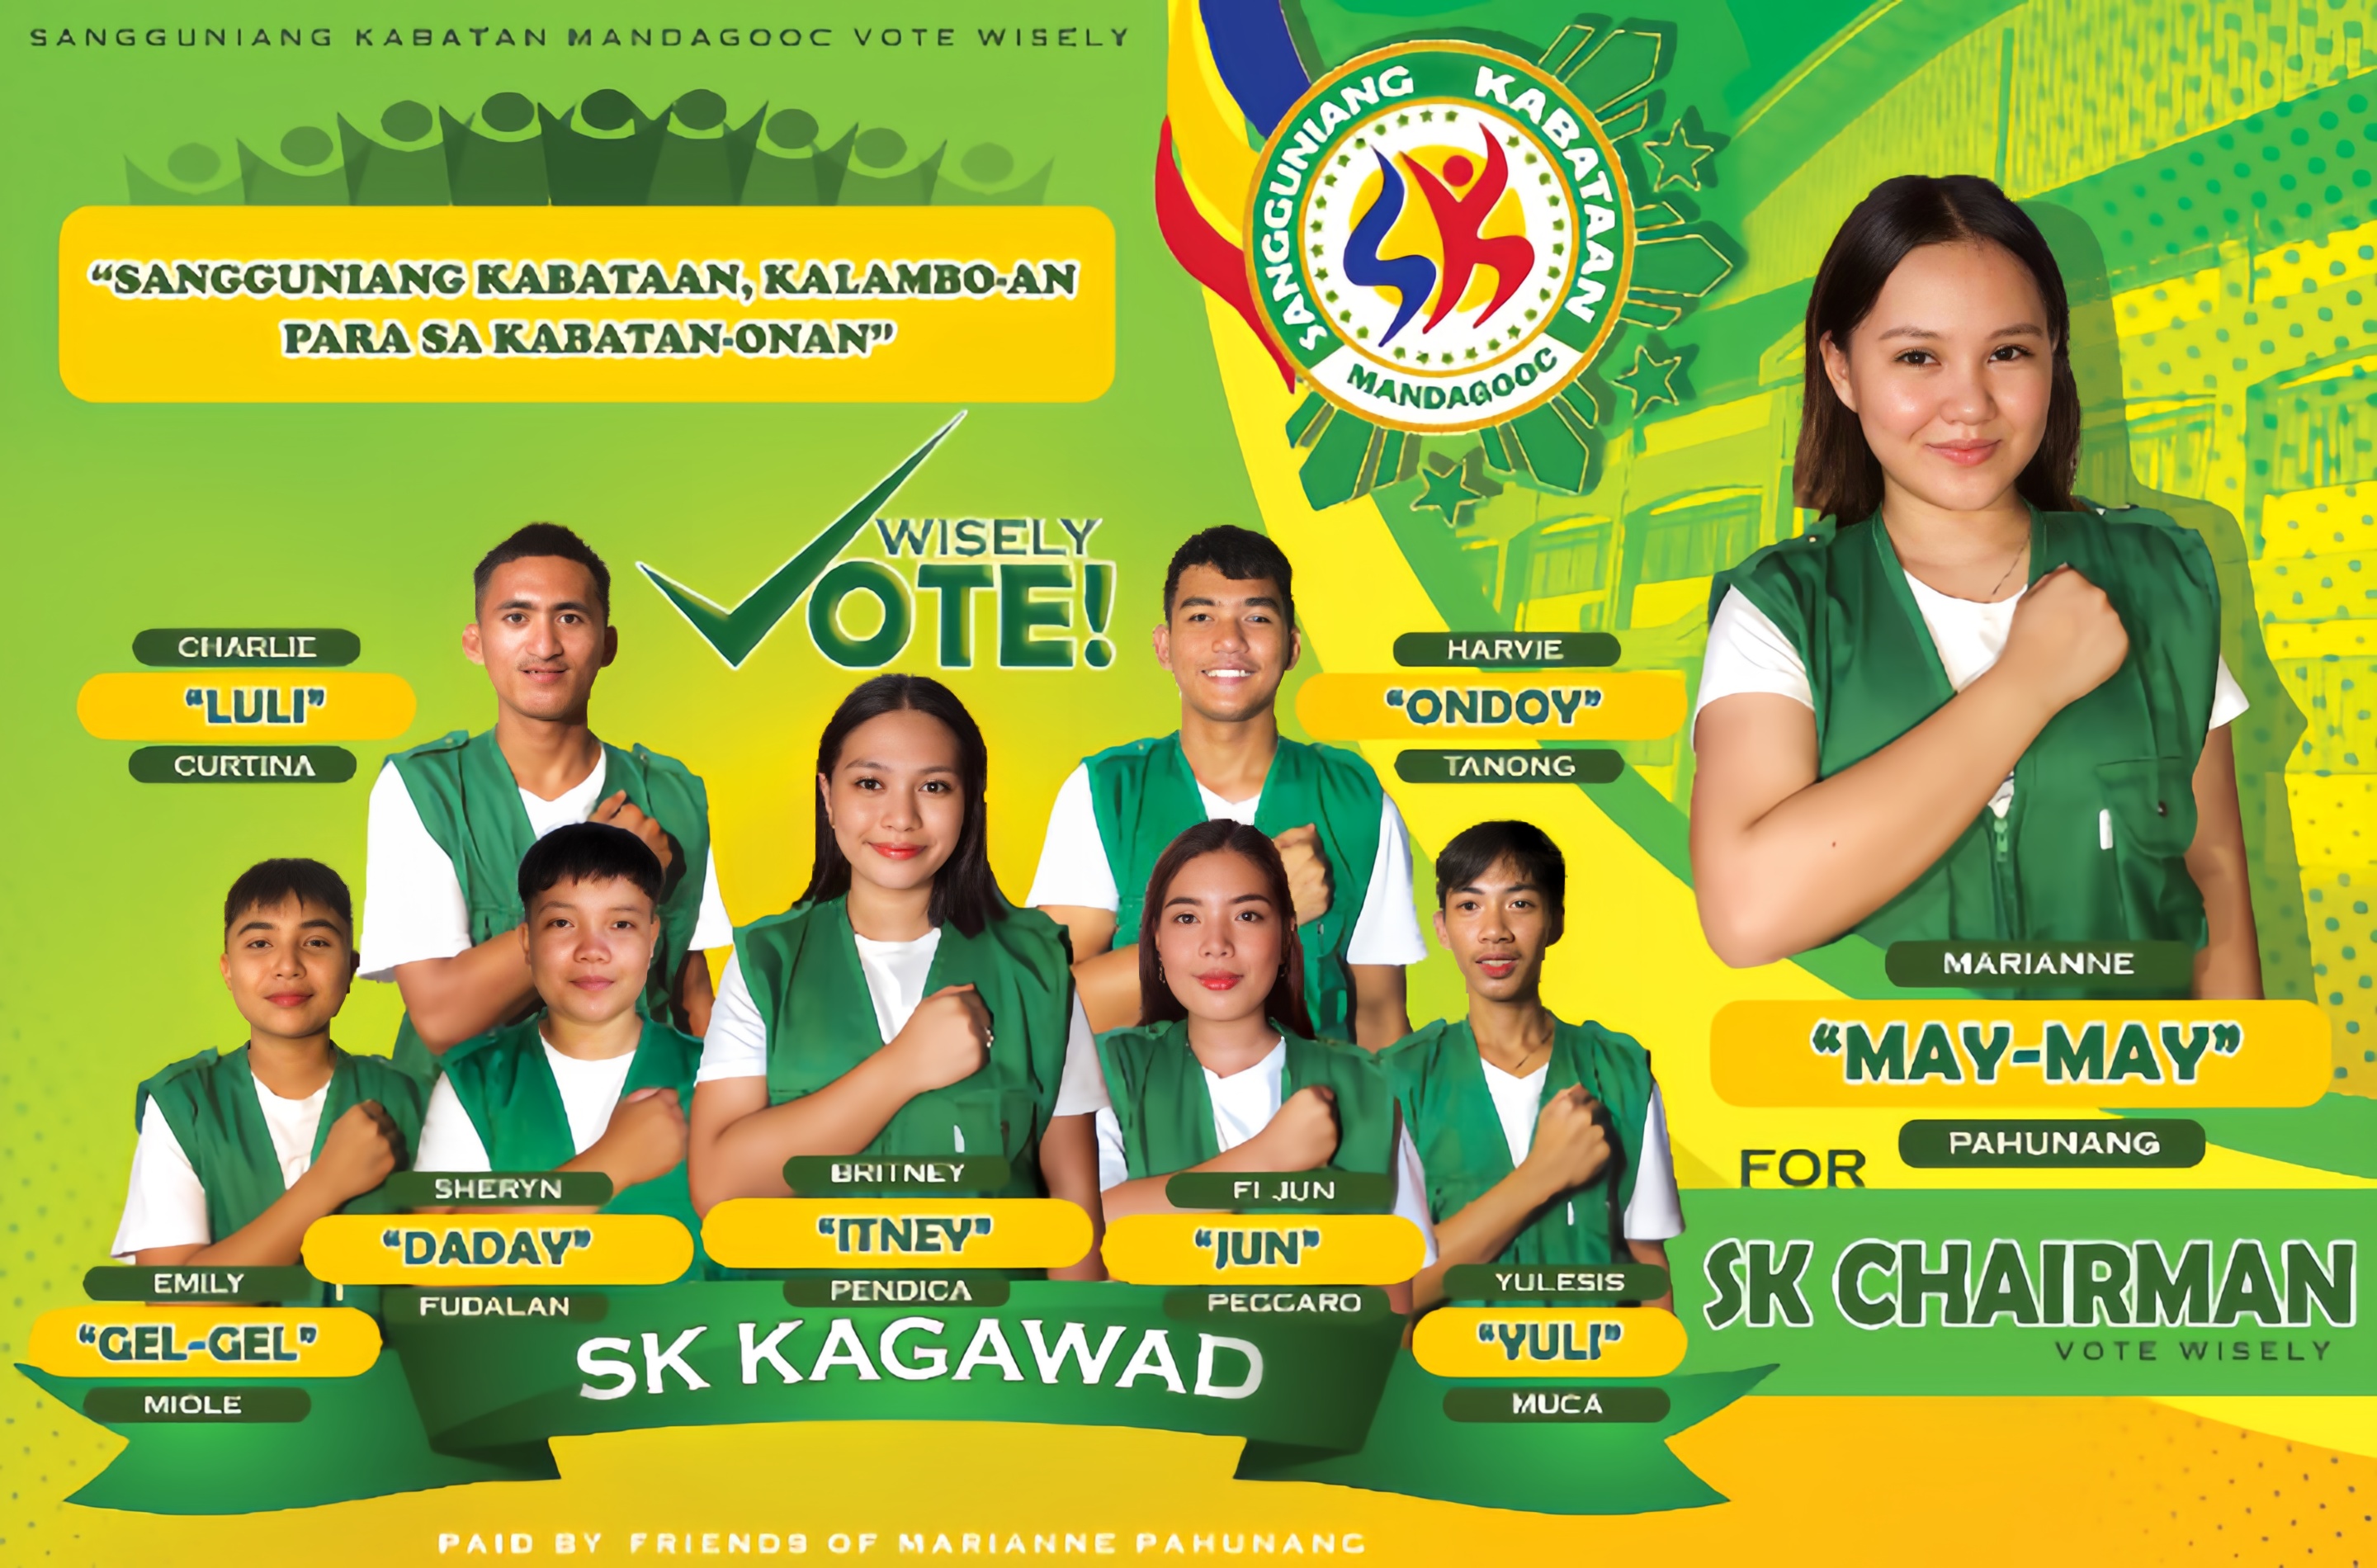 SANGGUNIANG KABATAN MANDAGOOC VOTE WISELY
SANGGUNIANG KABATAAN
SK
MANDAGOOC
“SANGGUNIANG KABATAAN, KALAMBO-AN
PARA SA KABATAN-ONAN”
WISELY
VOTE!
CHARLIE
“LULI”
CURTINA
HARVIE
“ONDOY”
TANONG
EMILY
“GEL-GEL”
MIOLE
SHERYN
“DADAY”
FUDALAN
BRITNEY
“ITNEY”
PENDICA
JUN
“JUN”
PECCARO
YULESIS
“YULI”
MUCA
SK KAGAWAD
MARIANNE
“MAY-MAY”
PAHUNANG
FOR
SK CHAIRMAN
VOTE WISELY
PAID BY FRIENDS OF MARIANNE PAHUNANG